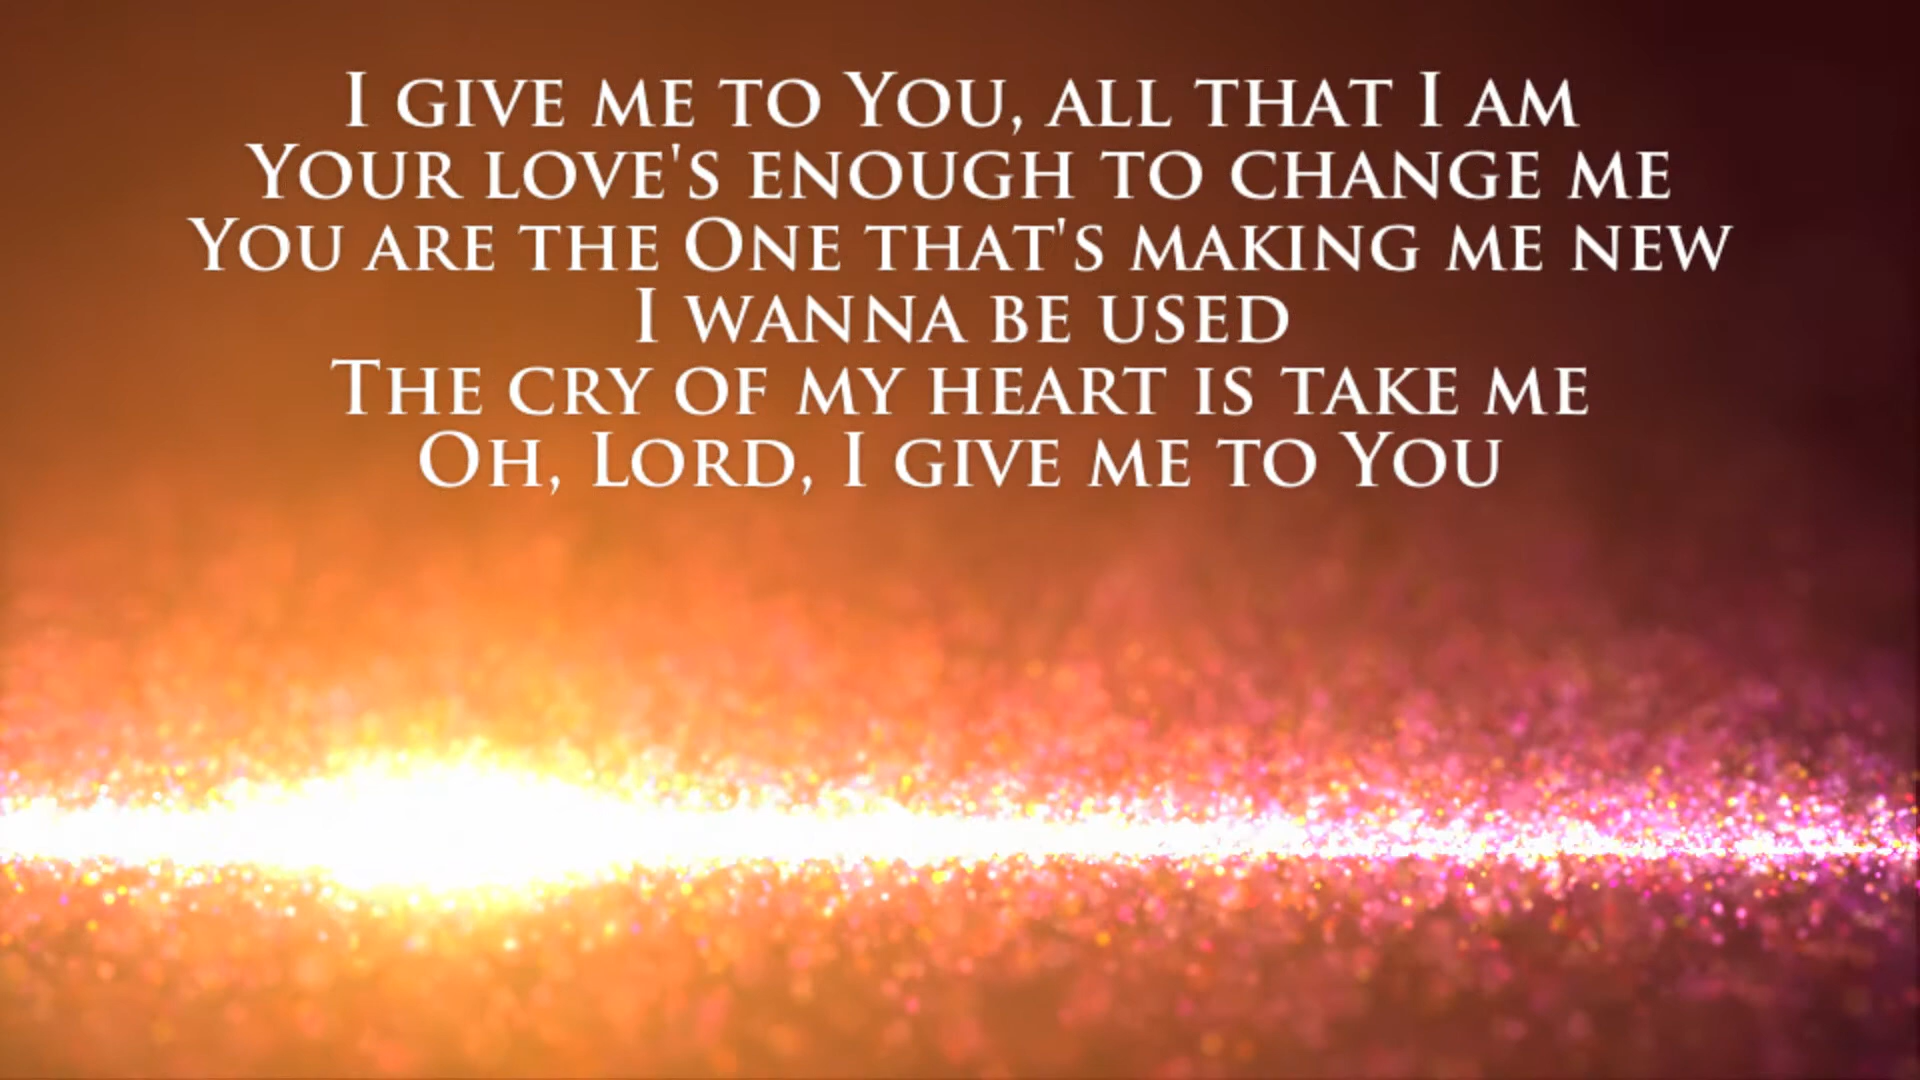 I give me to You, all that I am
Your love's enough to change me
You are the One that's making me new
I wanna be used
The cry of my heart is take me
Oh, Lord, I give me to You